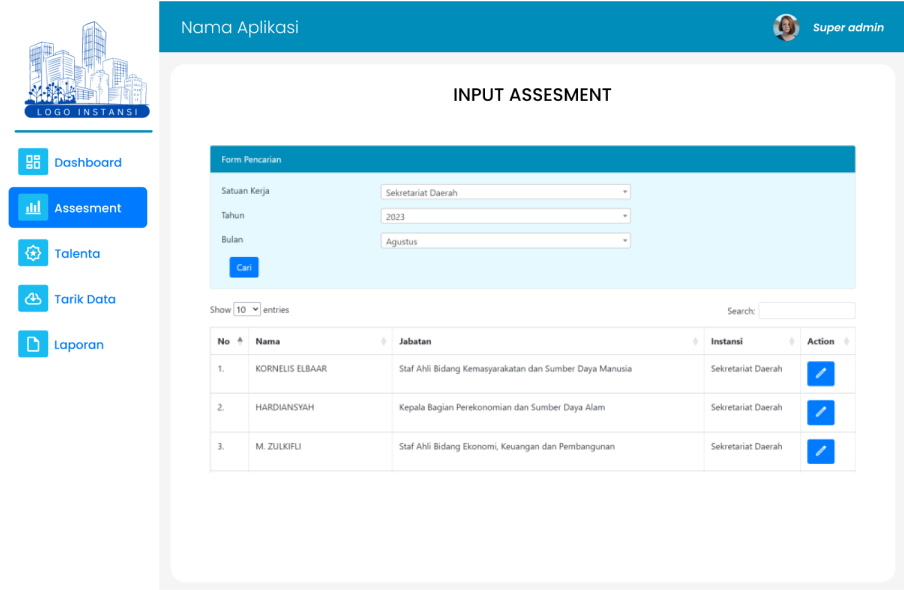 Nama Aplikasi
Super admin
LOGO INSTANSI
Dashboard
Assesment
Talenta
Tarik Data
Laporan
INPUT ASSESMENT
Form Pencarian
Satuan Kerja Sekretariat Daerah
Tahun 2023
Bulan Agustus
Cari
Show 10 entries Search:
No Nama Jabatan Instansi Action
1. KORNELIS ELBAAR Staf Ahli Bidang Kemasyarakatan dan Sumber Daya Manusia Sekretariat Daerah
2. HARDIANSYAH Kepala Bagian Perekonomian dan Sumber Daya Alam Sekretariat Daerah
3. M. ZULKIFLI Staf Ahli Bidang Ekonomi, Keuangan dan Pembangunan Sekretariat Daerah